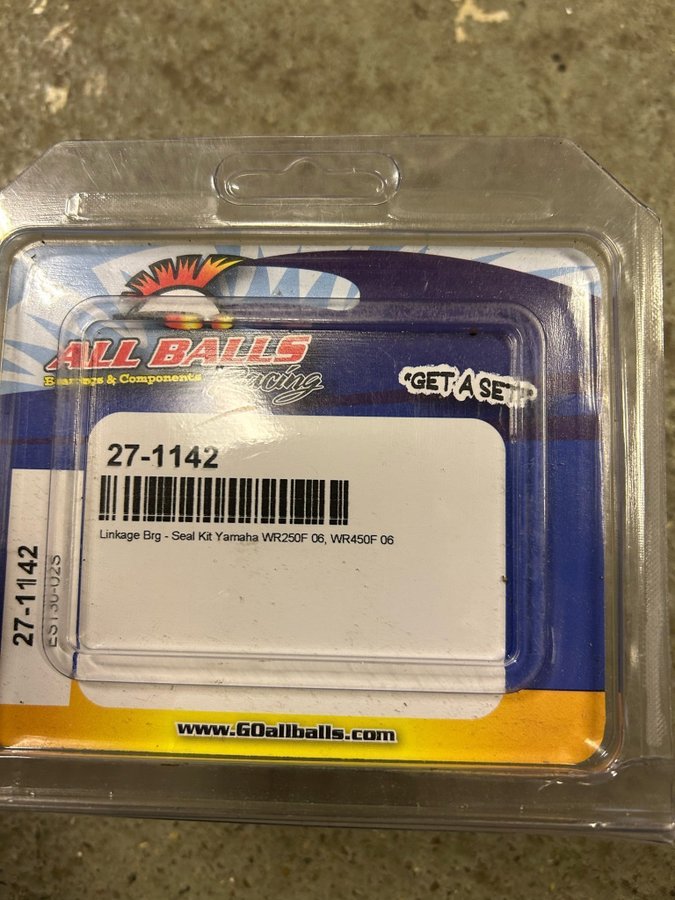 ALL BALLS
Bearings & Components
Racing
"GET A SET!"
27-1142
Linkage Brg - Seal Kit Yamaha WR250F 06, WR450F 06
27-1142
www.GOallballs.com